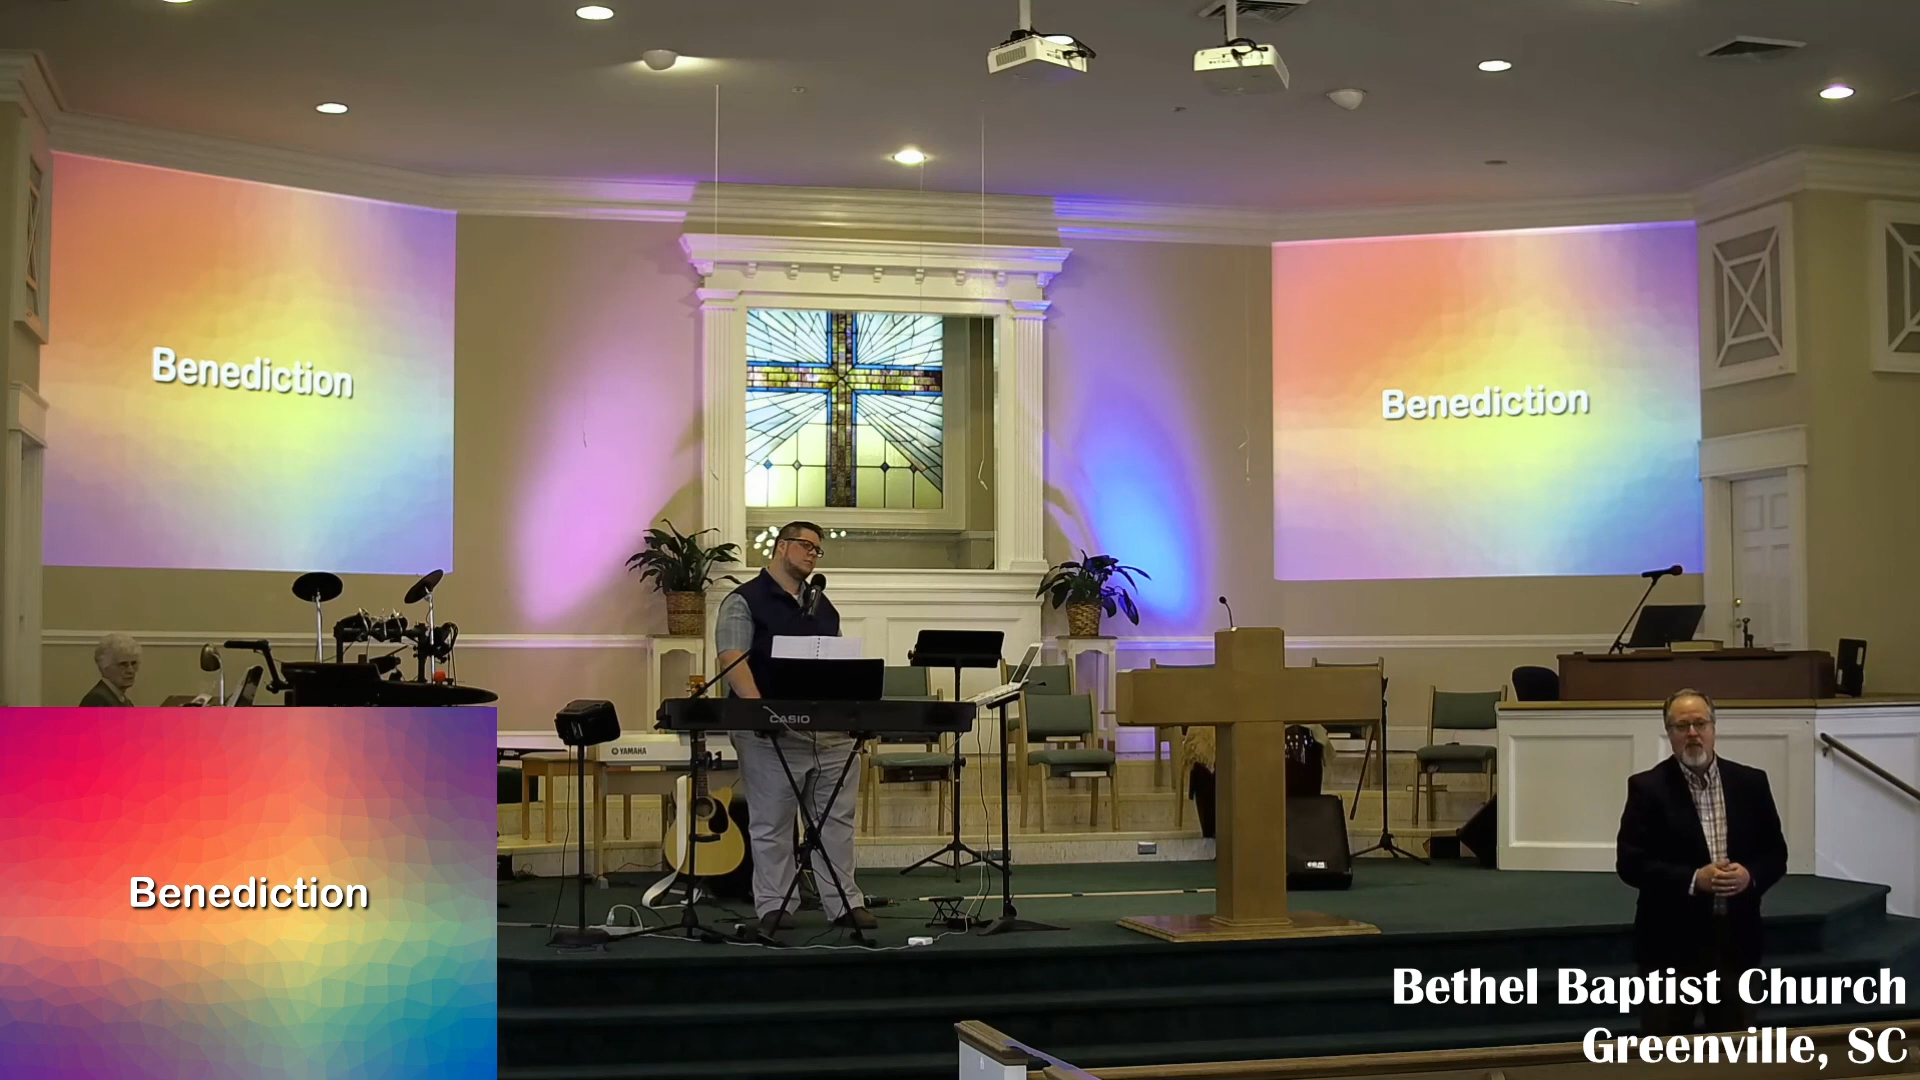 Benediction
Benediction
CASIO
YAMAHA
Benediction
Bethel Baptist Church
Greenville, SC